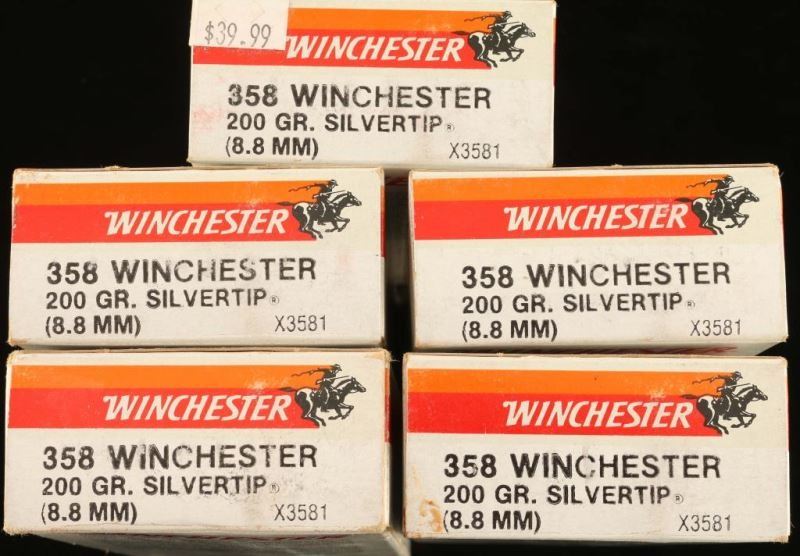 $39.99
WINCHESTER
358 WINCHESTER
200 GR. SILVERTIP®
(8.8 MM) X3581
WINCHESTER
358 WINCHESTER
200 GR. SILVERTIP®
(8.8 MM) X3581
WINCHESTER
358 WINCHESTER
200 GR. SILVERTIP®
(8.8 MM) X3581
WINCHESTER
358 WINCHESTER
200 GR. SILVERTIP®
(8.8 MM) X3581
WINCHESTER
358 WINCHESTER
200 GR. SILVERTIP®
(8.8 MM) X3581